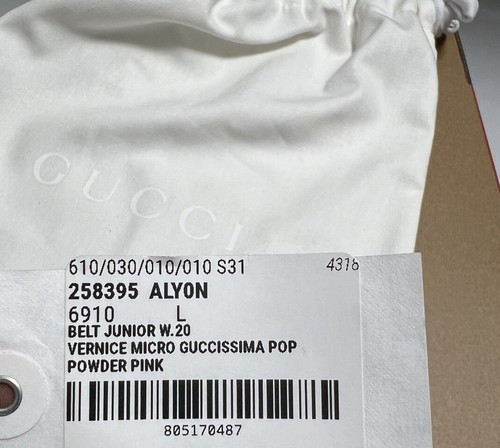 GUCCI
610/030/010/010 S31 4318
258395 ALYON
6910 L
BELT JUNIOR W.20
VERNICE MICRO GUCCISSIMA POP
POWDER PINK
805170487